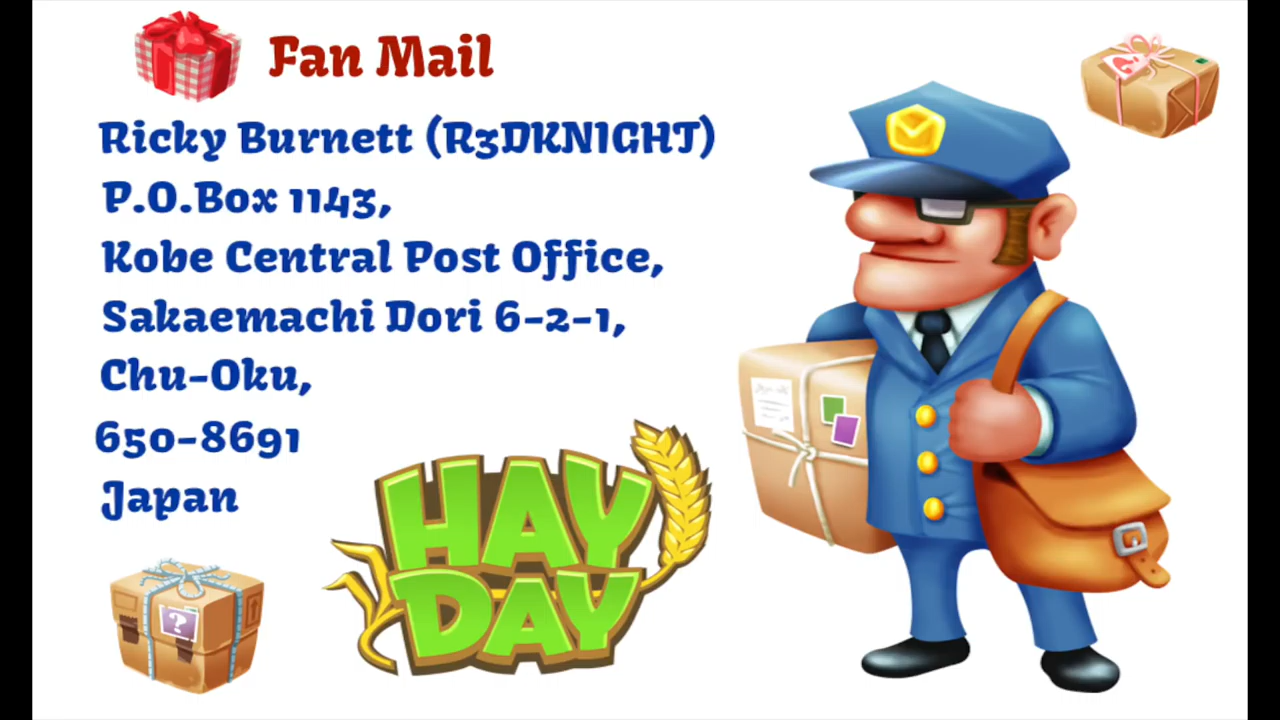 Fan Mail
Ricky Burnett (R3DKNIGHT)
P.O.Box 1143,
Kobe Central Post Office,
Sakaemachi Dori 6-2-1,
Chu-Oku,
650-8691
Japan
HAY
DAY
?